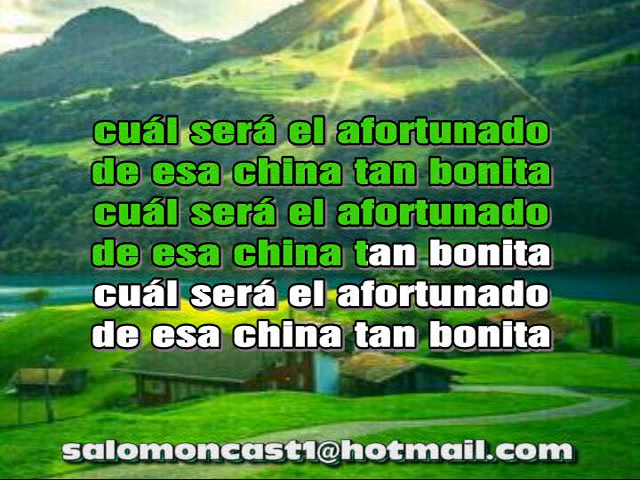 cuál será el afortunado
de esa china tan bonita
cuál será el afortunado
de esa china tan bonita
cuál será el afortunado
de esa china tan bonita
salomoncast1@hotmail.com